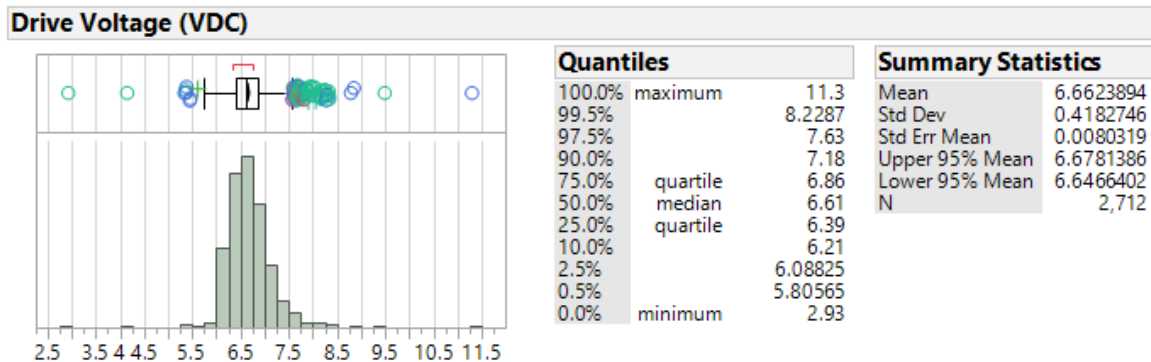 Drive Voltage (VDC)
2.5 3.5 4 4.5 5.5 6.5 7.5 8.5 9.5 10.5 11.5
Quantiles
100.0% maximum 11.3
99.5% 8.2287
97.5% 7.63
90.0% 7.18
75.0% quartile 6.86
50.0% median 6.61
25.0% quartile 6.39
10.0% 6.21
2.5% 6.08825
0.5% 5.80565
0.0% minimum 2.93
Summary Statistics
Mean 6.6623894
Std Dev 0.4182746
Std Err Mean 0.0080319
Upper 95% Mean 6.6781386
Lower 95% Mean 6.6466402
N 2,712